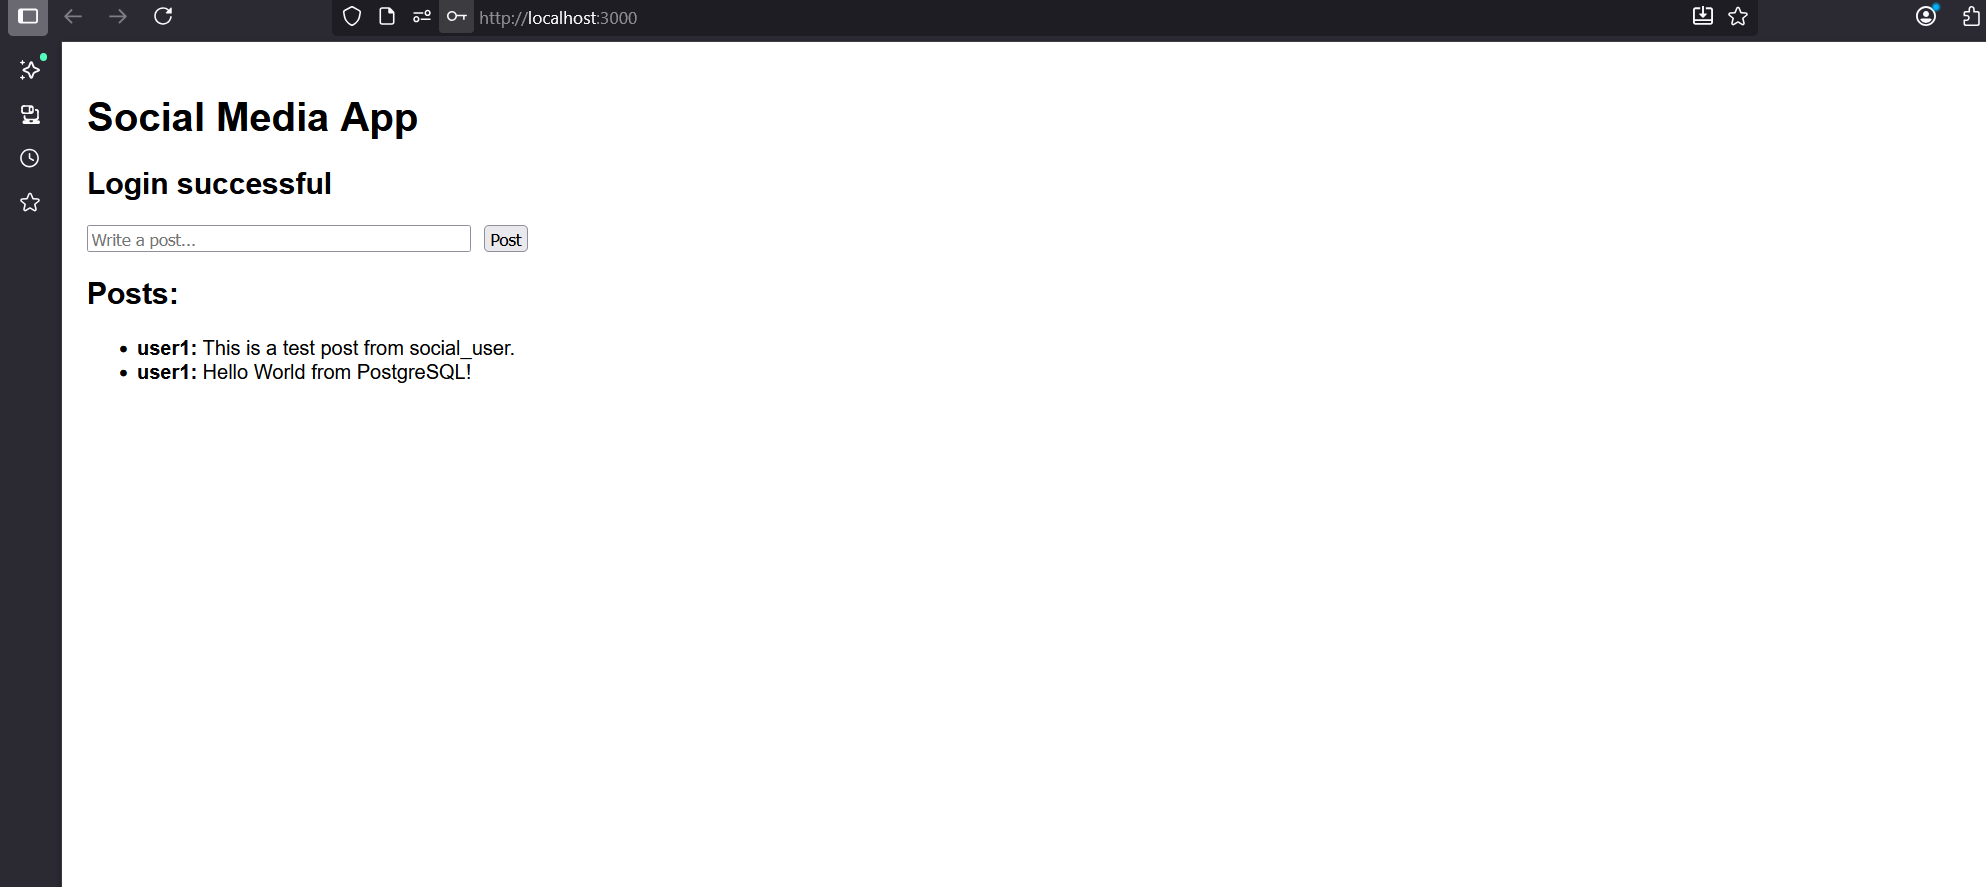 http://localhost:3000
Social Media App
Login successful
Write a post...
Post
Posts:
user1: This is a test post from social_user.
user1: Hello World from PostgreSQL!